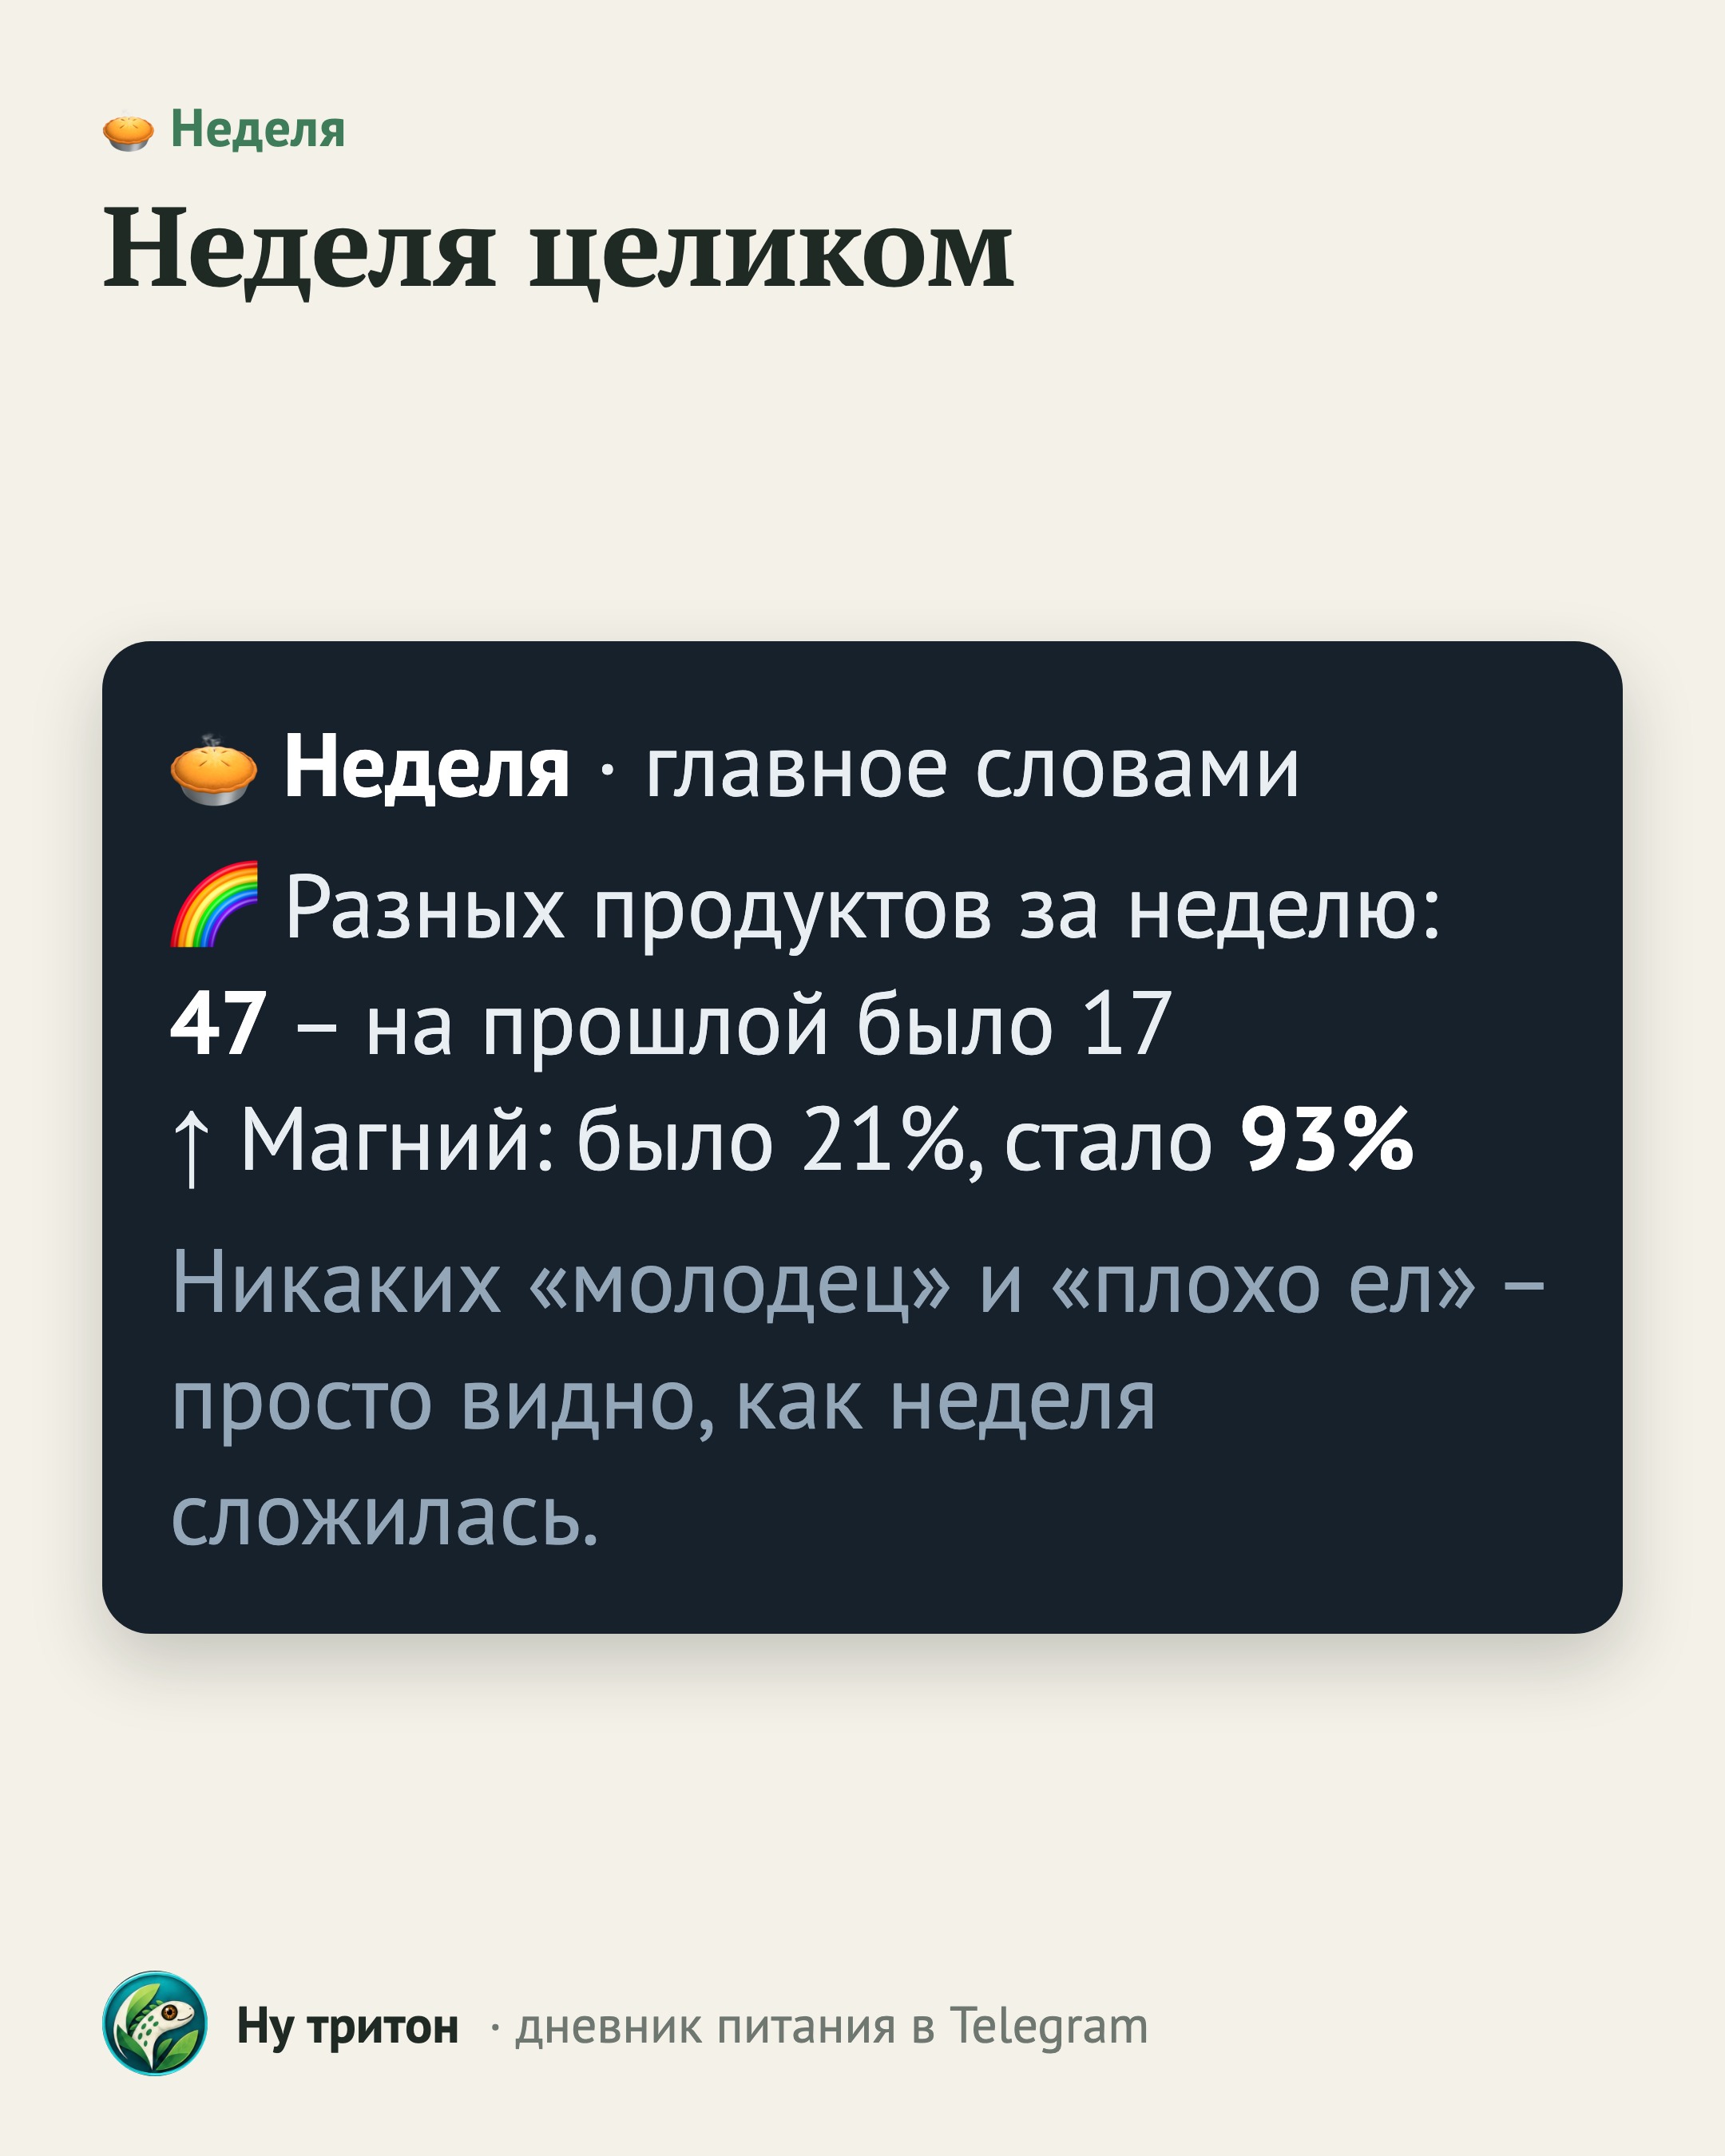 🥧 Неделя
Неделя целиком
🥧 Неделя · главное словами
🌈 Разных продуктов за неделю:
47 – на прошлой было 17
↑ Магний: было 21%, стало 93%
Никаких «молодец» и «плохо ел» –
просто видно, как неделя
сложилась.
Ну тритон · дневник питания в Telegram